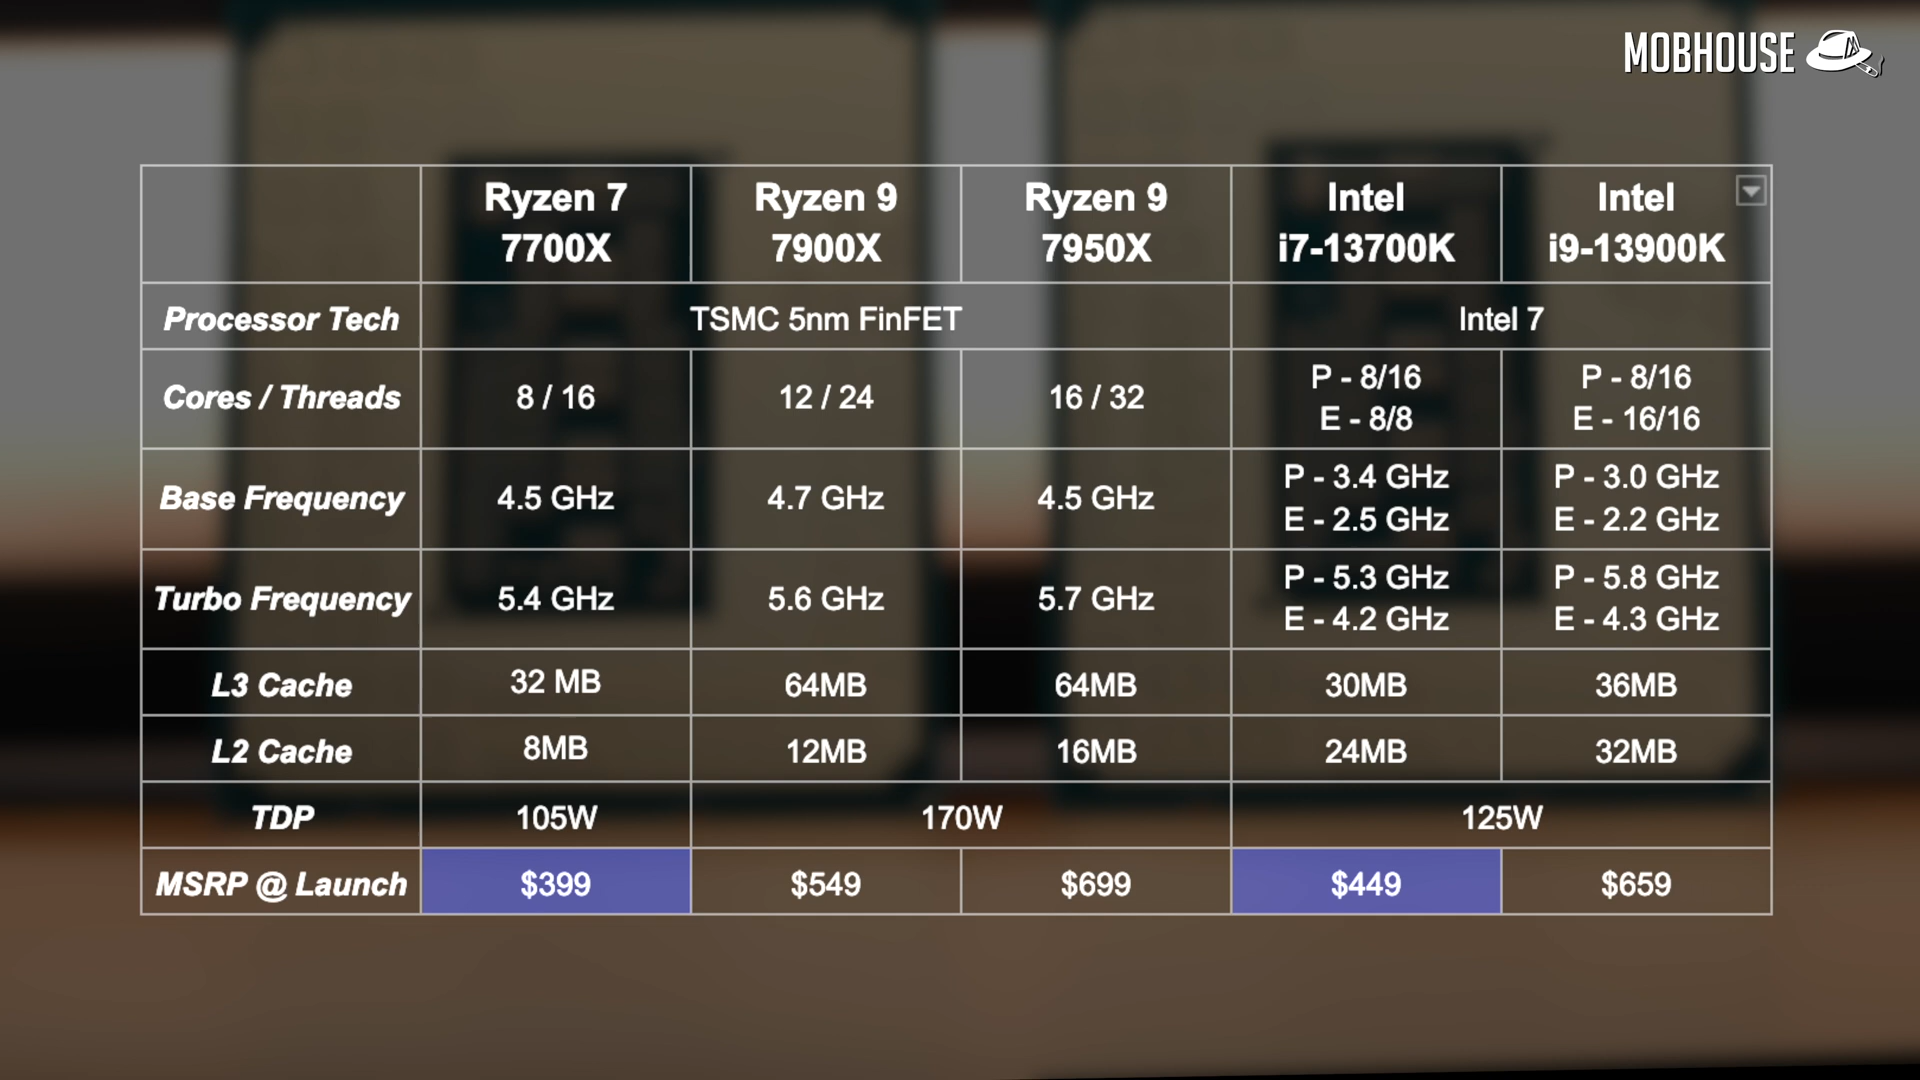 MOBHOUSE
Ryzen 7 7700X
Ryzen 9 7900X
Ryzen 9 7950X
Intel i7-13700K
Intel i9-13900K
Processor Tech TSMC 5nm FinFET Intel 7
Cores / Threads 8 / 16 12 / 24 16 / 32 P - 8/16 E - 8/8 P - 8/16 E - 16/16
Base Frequency 4.5 GHz 4.7 GHz 4.5 GHz P - 3.4 GHz E - 2.5 GHz P - 3.0 GHz E - 2.2 GHz
Turbo Frequency 5.4 GHz 5.6 GHz 5.7 GHz P - 5.3 GHz E - 4.2 GHz P - 5.8 GHz E - 4.3 GHz
L3 Cache 32 MB 64MB 64MB 30MB 36MB
L2 Cache 8MB 12MB 16MB 24MB 32MB
TDP 105W 170W 125W
MSRP @ Launch $399 $549 $699 $449 $659